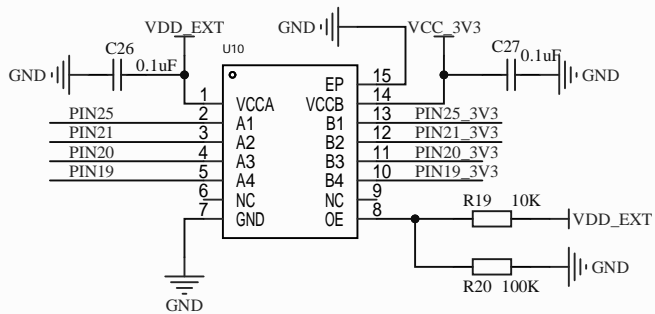 GND
VDD_EXT
VCC_3V3
C26
U10
C27
GND
0.1uF
0.1uF
GND
EP
15
1
VCCA
VCCB
14
PIN25
2
A1
B1
13
PIN25_3V3
PIN21
3
A2
B2
12
PIN21_3V3
PIN20
4
A3
B3
11
PIN20_3V3
PIN19
5
A4
B4
10
PIN19_3V3
6
NC
NC
9
7
GND
OE
8
R19
10K
VDD_EXT
GND
GND
R20
100K